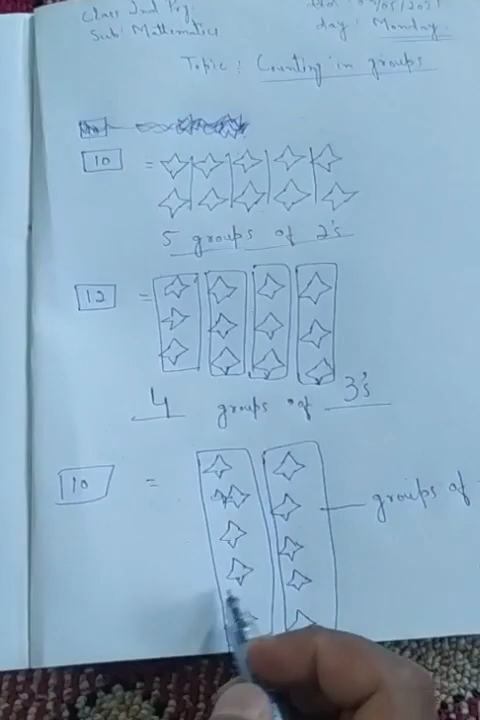 Class 2nd
Sub: Mathematics
day: Monday
Topic: Counting in groups
10 =
5 groups of 2's
12 =
4 groups of 3's
10 = groups of